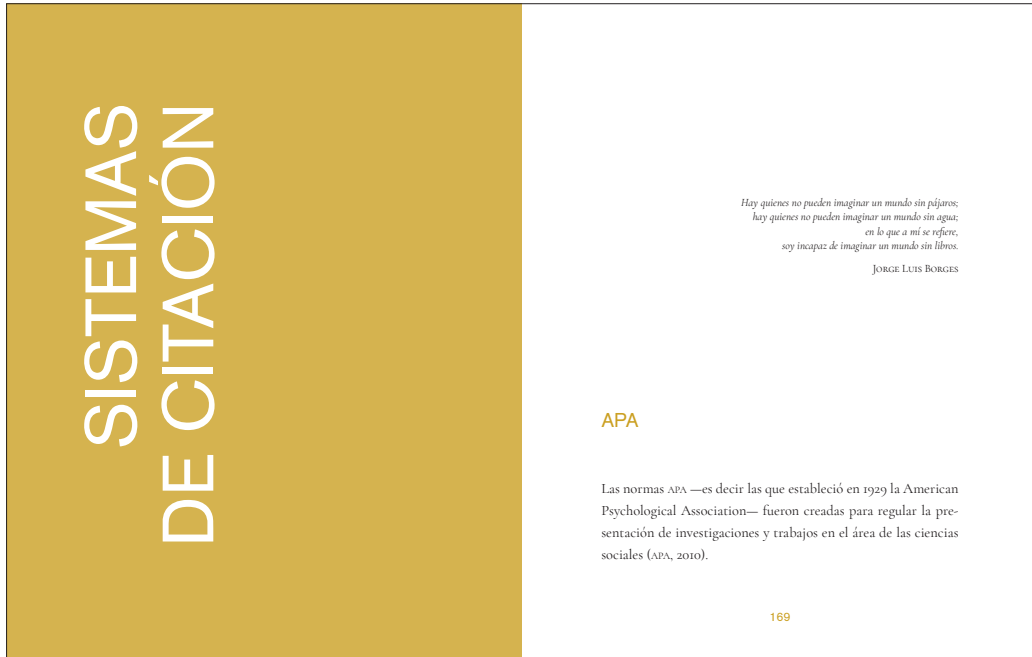 SISTEMAS
DE CITACIÓN
Hay quienes no pueden imaginar un mundo sin pájaros;
hay quienes no pueden imaginar un mundo sin agua;
en lo que a mí se refiere,
soy incapaz de imaginar un mundo sin libros.
Jorge Luis Borges
APA
Las normas APA —es decir las que estableció en 1929 la American
Psychological Association— fueron creadas para regular la pre-
sentación de investigaciones y trabajos en el área de las ciencias
sociales (APA, 2010).
169